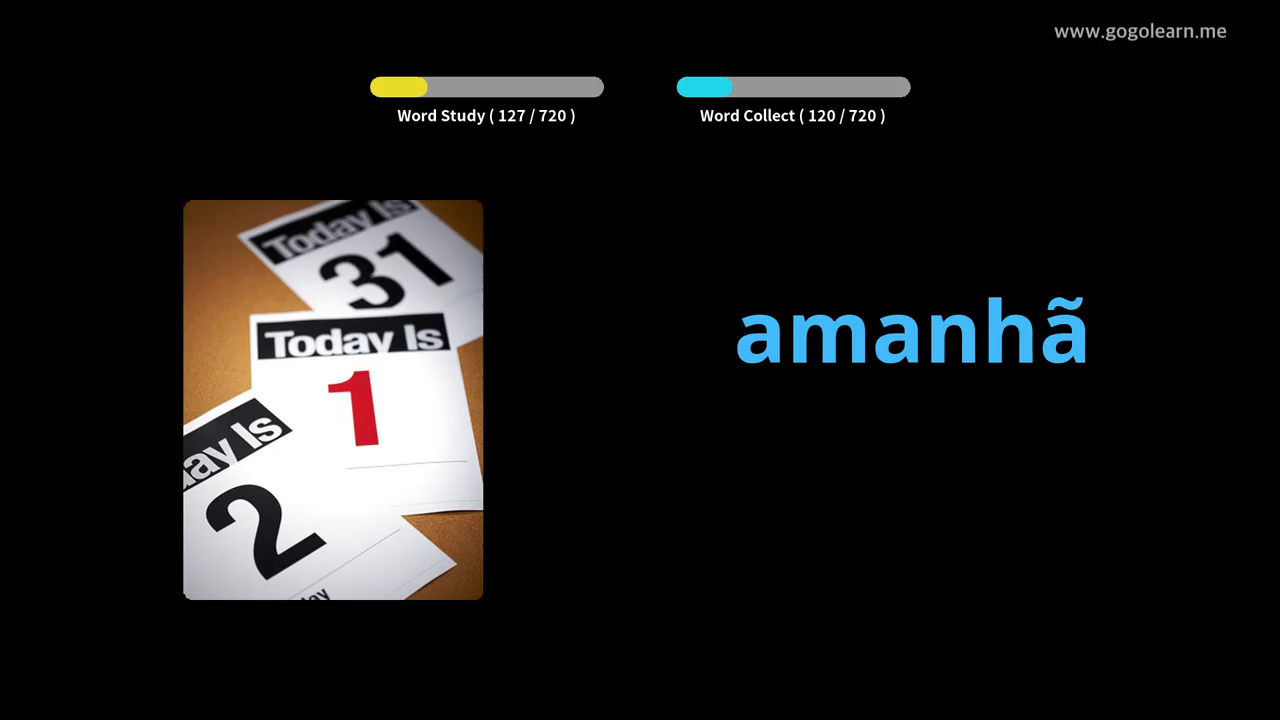 www.gogolearn.me
Word Study ( 127 / 720 )
Word Collect ( 120 / 720 )
Today Is
31
Today Is
1
ay Is
2
amanhã